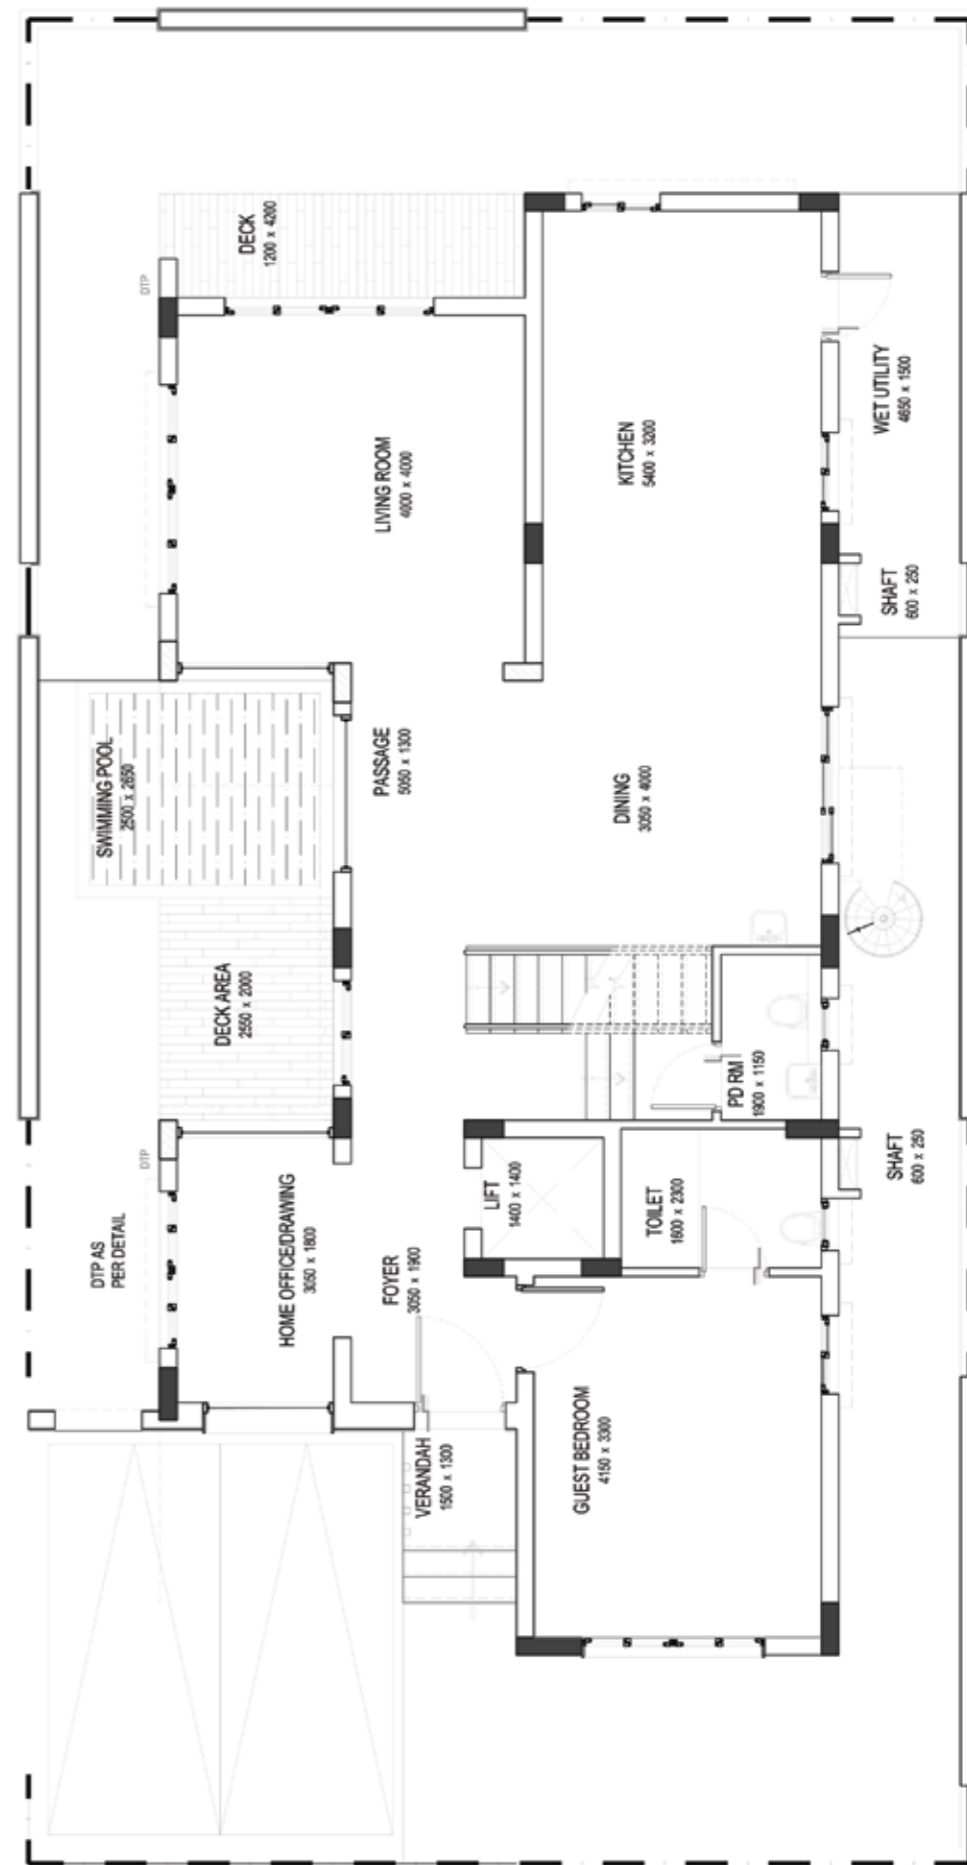 DTP
DECK
1200 x 4200
LIVING ROOM
4000 x 4000
KITCHEN
5400 x 3200
WET UTILITY
4650 x 1500
SHAFT
600 x 250
SWIMMING POOL
2500 x 2650
PASSAGE
5050 x 1300
DINING
3050 x 4000
DECK AREA
2550 x 2000
PD RM
1900 x 1150
DTP
DTP AS
PER DETAIL
HOME OFFICE/DRAWING
3050 x 1800
FOYER
3050 x 1900
LIFT
1400 x 1400
TOILET
1600 x 2300
SHAFT
600 x 250
VERANDAH
1500 x 1300
GUEST BEDROOM
4150 x 3300